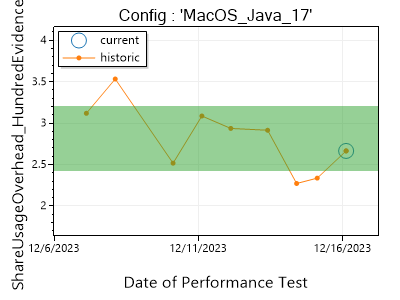 Config : 'MacOS_Java_17'
current
historic
4
3.5
3
2.5
2
12/6/2023
12/11/2023
12/16/2023
Date of Performance Test
ShareUsageOverhead_HundredEvidence